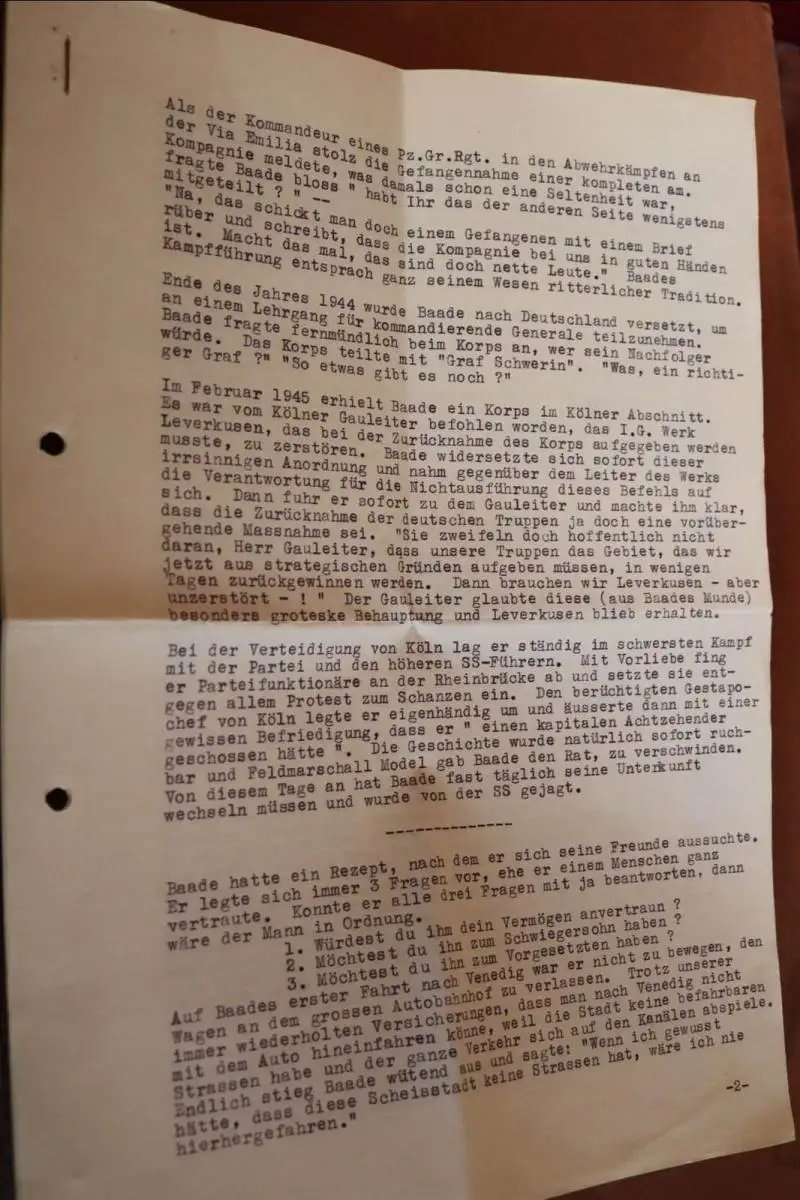 Als der Kommandeur eines Pz.Gr.Rgt. in den Abwehrkämpfen an
der Via Emilia stolz die Gefangennahme einer kompleten am.
Kompagnie meldete, was damals schon eine Seltenheit war,
fragte Baade bloss " habt Ihr das der anderen Seite wenigstens
mitgeteilt ? " --
"Na, das schickt man doch einem Gefangenen mit einem Brief
rüber und schreibt, dass die Kompagnie bei uns in guten Händen
ist. Macht das mal, das sind doch nette Leute." Baades
Kampfführung entsprach ganz seinem Wesen ritterlicher Tradition.
Ende des Jahres 1944 wurde Baade nach Deutschland versetzt, um
an einem Lehrgang für kommandierende Generale teilzunehmen.
Baade fragte fernmündlich beim Korps an, wer sein Nachfolger
würde. Das Korps teilte mit "Graf Schwerin". "Was, ein richti-
ger Graf ?" "So etwas gibt es noch ?"
Im Februar 1945 erhielt Baade ein Korps im Kölner Abschnitt.
Es war vom Kölner Gauleiter befohlen worden, das I.G. Werk
Leverkusen, das bei der Zurücknahme des Korps aufgegeben werden
musste, zu zerstören. Baade widersetzte sich sofort dieser
irrsinnigen Anordnung und nahm gegenüber dem Leiter des Werks
die Verantwortung für die Nichtausführung dieses Befehls auf
sich. Dann fuhr er sofort zu dem Gauleiter und machte ihm klar,
dass die Zurücknahme der deutschen Truppen ja doch eine vorüber-
gehende Massnahme sei. "Sie zweifeln doch hoffentlich nicht
daran, Herr Gauleiter, dass unsere Truppen das Gebiet, das wir
jetzt aus strategischen Gründen aufgeben müssen, in wenigen
Tagen zurückgewinnen werden. Dann brauchen wir Leverkusen - aber
unzerstört - ! " Der Gauleiter glaubte diese (aus Baades Munde)
besonders groteske Behauptung und Leverkusen blieb erhalten.
Bei der Verteidigung von Köln lag er ständig im schwersten Kampf
mit der Partei und den höheren SS-Führern. Mit Vorliebe fing
er Parteifunktionäre an der Rheinbrücke ab und setzte sie ent-
gegen allem Protest zum Schanzen ein. Den berüchtigten Gestapo-
chef von Köln legte er eigenhändig um und äusserte dann mit einer
gewissen Befriedigung, dass er " einen kapitalen Achtzehender
geschossen hätte ". Die Geschichte wurde natürlich sofort ruch-
bar und Feldmarschall Model gab Baade den Rat, zu verschwinden.
Von diesem Tage an hat Baade fast täglich seine Unterkunft
wechseln müssen und wurde von der SS gejagt.
--------------
Baade hatte ein Rezept, nach dem er sich seine Freunde aussuchte.
Er legte sich immer 3 Fragen vor, ehe er einem Menschen ganz
vertraute. Konnte er alle drei Fragen mit ja beantworten, dann
wäre der Mann in Ordnung.
1. Würdest du ihm dein Vermögen anvertraun ?
2. Möchtest du ihn zum Schwiegersohn haben ?
3. Möchtest du ihn zum Vorgesetzten haben ?
Auf Baades erster Fahrt nach Venedig war er nicht zu bewegen, den
Wagen an dem grossen Autobahnhof zu verlassen. Trotz unserer
immer wiederholten Versicherungen, dass man nach Venedig nicht
mit dem Auto hineinfahren könne, weil die Stadt keine befahrbaren
Strassen habe und der ganze Verkehr sich auf den Kanälen abspiele.
Endlich stieg Baade wütend aus und sagte: "Wenn ich gewusst
hätte, dass diese Scheisstadt keine Strassen hat, wäre ich nie
hierhergefahren."
-2-